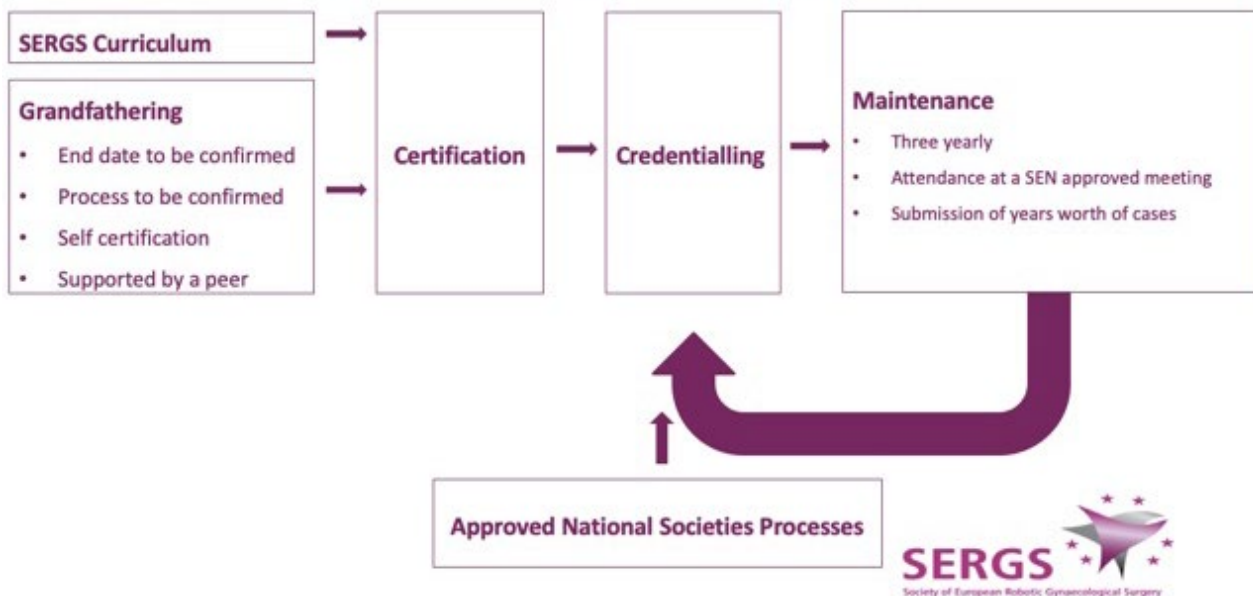 SERGS Curriculum
Grandfathering
• End date to be confirmed
• Process to be confirmed
• Self certification
• Supported by a peer
Certification
Credentialling
Maintenance
• Three yearly
• Attendance at a SEN approved meeting
• Submission of years worth of cases
Approved National Societies Processes
SERGS
Society of European Robotic Gynaecological Surgery